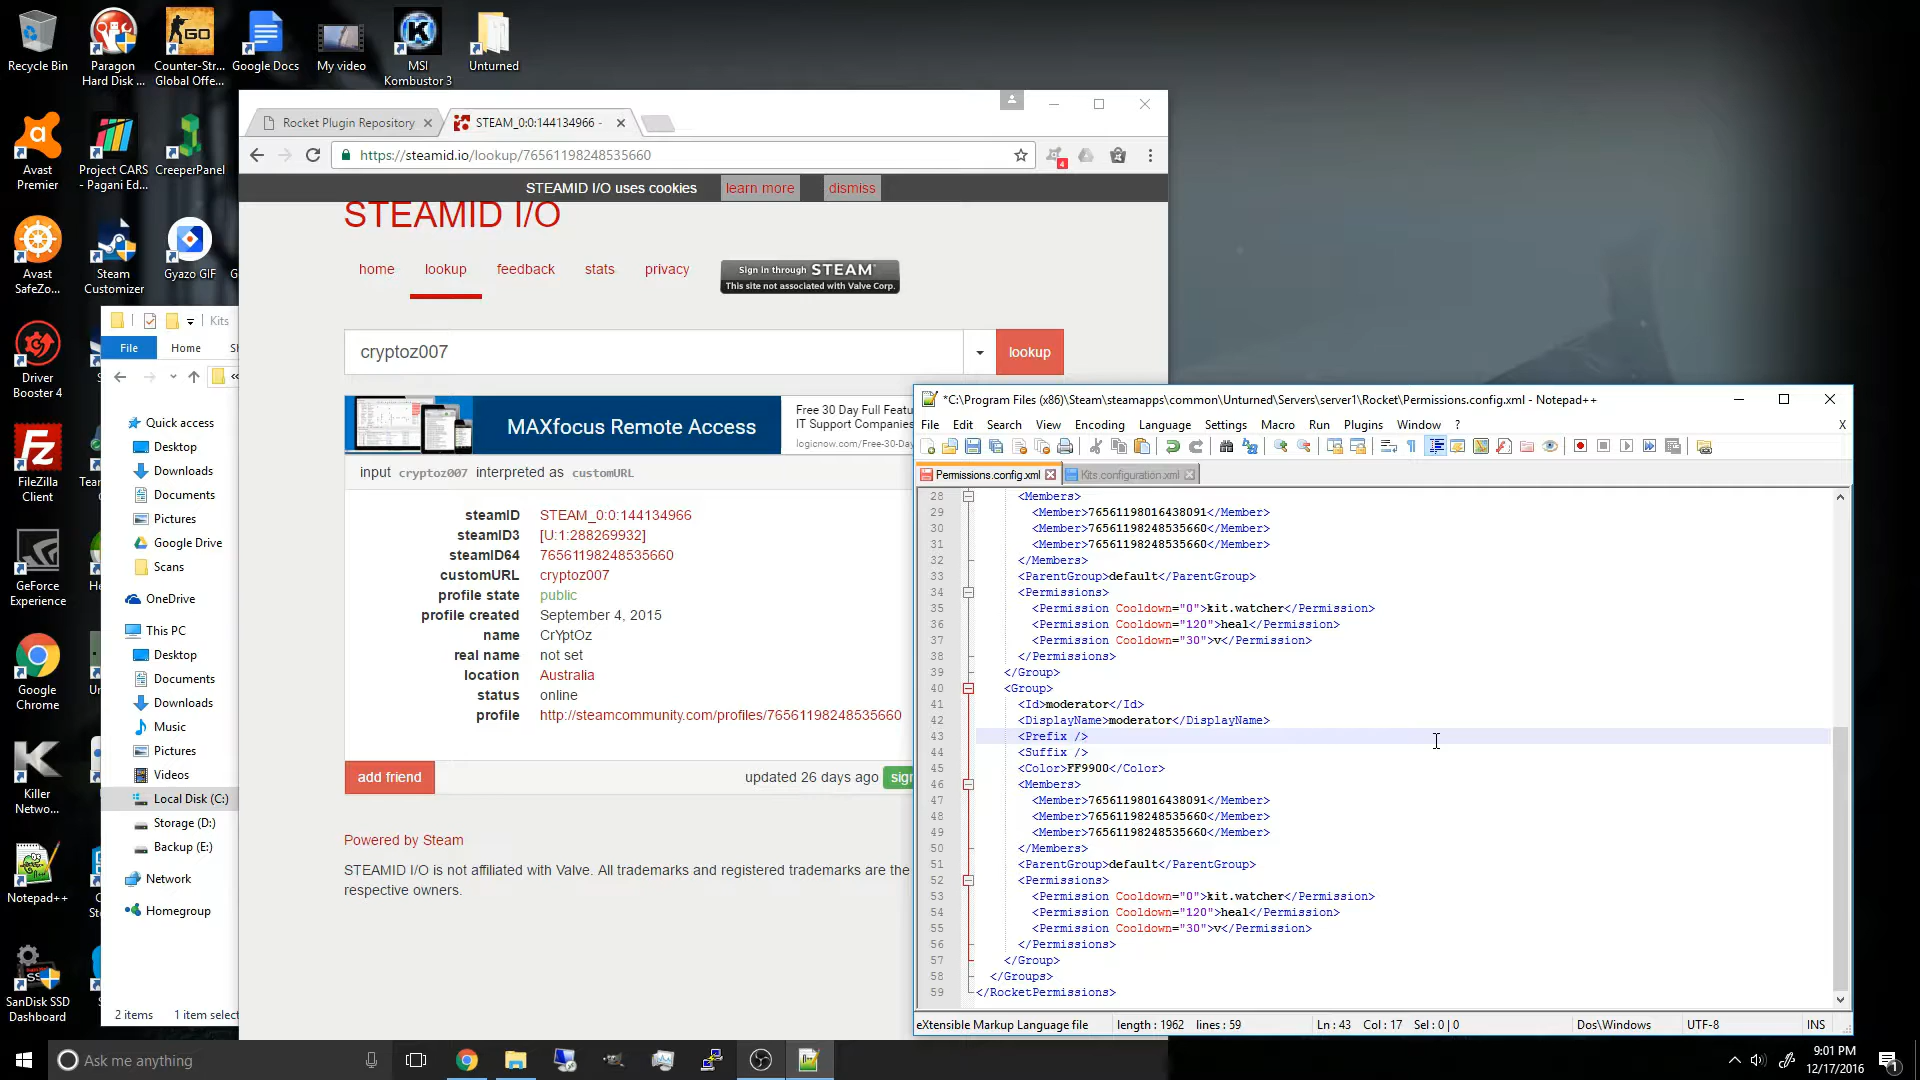 Recycle Bin
Paragon Hard Disk ...
Counter-Str... Global Offe...
Google Docs
My video
MSI Kombustor 3
Unturned
Avast Premier
Project CARS - Pagani Ed...
CreeperPanel
Avast SafeZo...
Steam Customizer
Gyazo GIF
G
Driver Booster 4
FileZilla Client
GeForce Experience
Google Chrome
Killer Netwo...
Notepad++
SanDisk SSD Dashboard
Kits
File
Home
Quick access
Desktop
Downloads
Documents
Pictures
Google Drive
Scans
OneDrive
This PC
Desktop
Documents
Downloads
Music
Pictures
Videos
Local Disk (C:)
Storage (D:)
Backup (E:)
Network
Homegroup
2 items
1 item select
Rocket Plugin Repository
STEAM_0:0:144134966 -
https://steamid.io/lookup/76561198248535660
4
STEAMID I/O uses cookies
learn more
dismiss
STEAMID I/O
home
lookup
feedback
stats
privacy
Sign in through STEAM
This site not associated with Valve Corp.
cryptoz007
lookup
MAXfocus Remote Access
Free 30 Day Full Featu
IT Support Companies
logicnow.com/Free-30-Day
input cryptoz007 interpreted as customURL
steamID STEAM_0:0:144134966
steamID3 [U:1:288269932]
steamID64 76561198248535660
customURL cryptoz007
profile state public
profile created September 4, 2015
name CrYptOz
real name not set
location Australia
status online
profile http://steamcommunity.com/profiles/76561198248535660
add friend
updated 26 days ago
sign
Powered by Steam
STEAMID I/O is not affiliated with Valve. All trademarks and registered trademarks are the
respective owners.
*C:\Program Files (x86)\Steam\steamapps\common\Unturned\Servers\server1\Rocket\Permissions.config.xml - Notepad++
File Edit Search View Encoding Language Settings Macro Run Plugins Window ?
X
Permissions.config.xml
Kits.configuration.xml
28 <Members>
29 <Member>76561198016438091</Member>
30 <Member>76561198248535660</Member>
31 <Member>76561198248535660</Member>
32 </Members>
33 <ParentGroup>default</ParentGroup>
34 <Permissions>
35 <Permission Cooldown="0">kit.watcher</Permission>
36 <Permission Cooldown="120">heal</Permission>
37 <Permission Cooldown="30">v</Permission>
38 </Permissions>
39 </Group>
40 <Group>
41 <Id>moderator</Id>
42 <DisplayName>moderator</DisplayName>
43 <Prefix />
44 <Suffix />
45 <Color>FF9900</Color>
46 <Members>
47 <Member>76561198016438091</Member>
48 <Member>76561198248535660</Member>
49 <Member>76561198248535660</Member>
50 </Members>
51 <ParentGroup>default</ParentGroup>
52 <Permissions>
53 <Permission Cooldown="0">kit.watcher</Permission>
54 <Permission Cooldown="120">heal</Permission>
55 <Permission Cooldown="30">v</Permission>
56 </Permissions>
57 </Group>
58 </Groups>
59 </RocketPermissions>
eXtensible Markup Language file
length : 1962 lines : 59
Ln : 43 Col : 17 Sel : 0 | 0
Dos\Windows
UTF-8
INS
Ask me anything
9:01 PM
12/17/2016
1